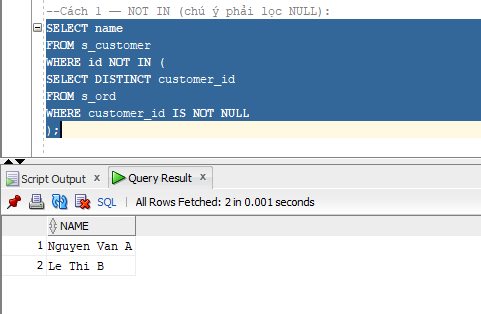 --Cách 1 — NOT IN (chú ý phải lọc NULL):
SELECT name
FROM s_customer
WHERE id NOT IN (
SELECT DISTINCT customer_id
FROM s_ord
WHERE customer_id IS NOT NULL
);
Script Output x Query Result x
SQL | All Rows Fetched: 2 in 0.001 seconds
NAME
1 Nguyen Van A
2 Le Thi B